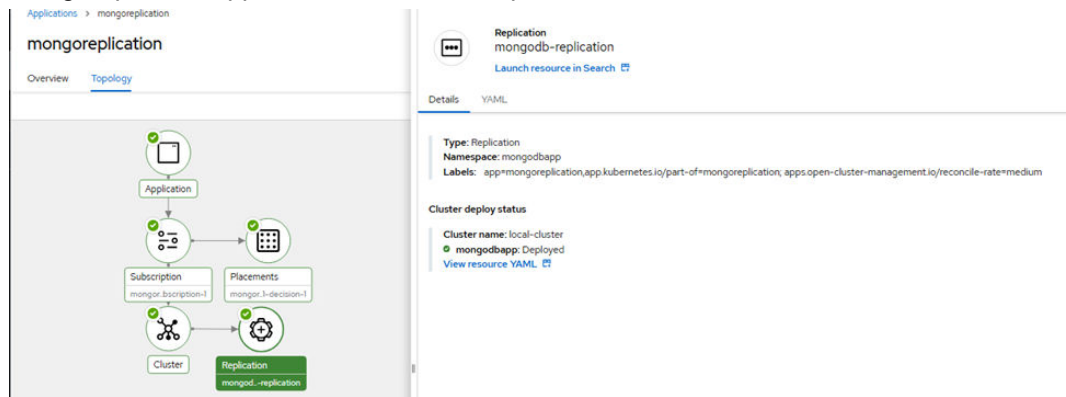 Applications > mongoreplication
mongoreplication
Overview Topology
Application
Subscription
mongor.bscription-1
Placements
mongor.1-decision-1
Cluster
Replication
mongod..-replication
Replication
mongodb-replication
Launch resource in Search
Details YAML
Type: Replication
Namespace: mongodbapp
Labels: app=mongoreplication,app.kubernetes.io/part-of=mongoreplication; apps.open-cluster-management.io/reconcile-rate=medium
Cluster deploy status
Cluster name: local-cluster
mongodbapp: Deployed
View resource YAML